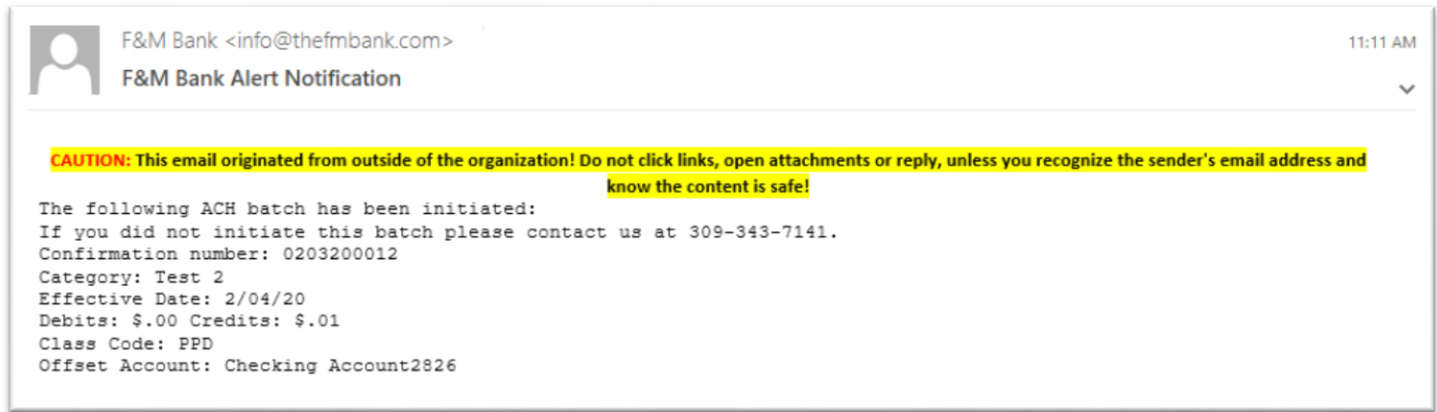 F&M Bank <info@thefmbank.com>
11:11 AM
F&M Bank Alert Notification
CAUTION: This email originated from outside of the organization! Do not click links, open attachments or reply, unless you recognize the sender's email address and
know the content is safe!
The following ACH batch has been initiated:
If you did not initiate this batch please contact us at 309-343-7141.
Confirmation number: 0203200012
Category: Test 2
Effective Date: 2/04/20
Debits: $.00 Credits: $.01
Class Code: PPD
Offset Account: Checking Account2826